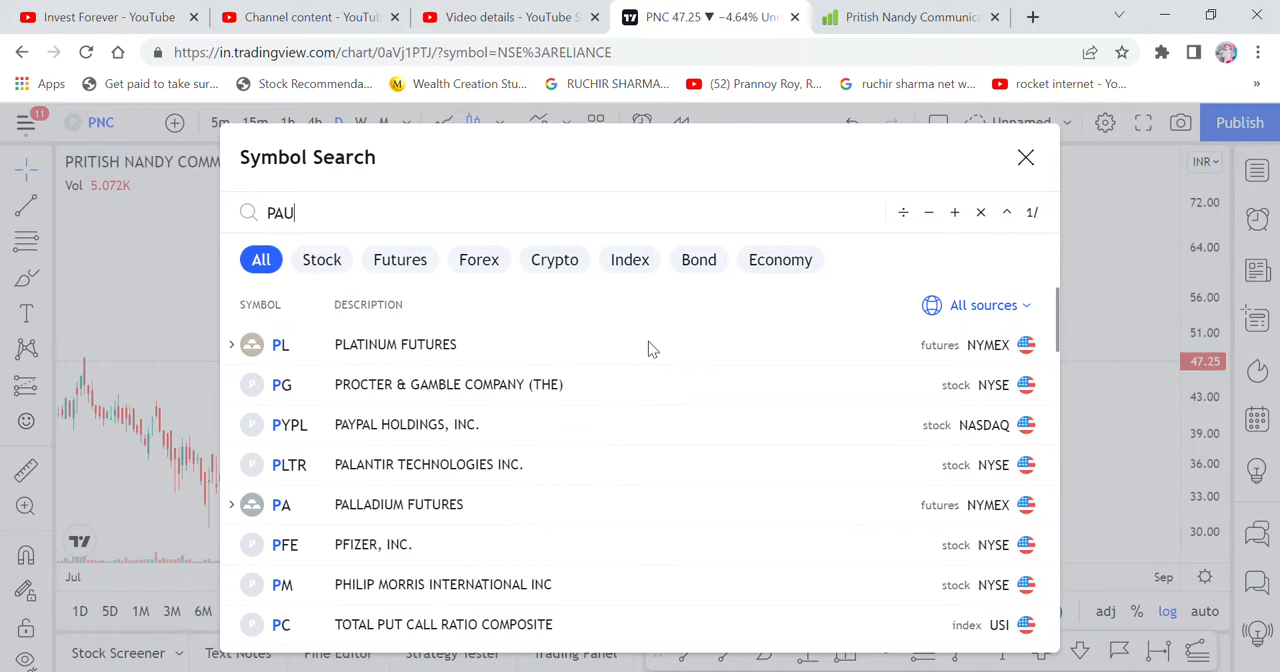 Invest Forever - YouTube
Channel content - YouTu
Video details - YouTube S
PNC 47.25 ▼ −4.64% Un
Pritish Nandy Communica
https://in.tradingview.com/chart/0aVj1PTJ/?symbol=NSE%3ARELIANCE
Apps
Get paid to take sur...
Stock Recommenda...
Wealth Creation Stu...
RUCHIR SHARMA...
(52) Prannoy Roy, R...
ruchir sharma net w...
rocket internet - Yo...
»
11
PNC
5m 15m 1h 4h D W M
Unnamed
Publish
PRITISH NANDY COMM
Vol 5.072K
INR
Symbol Search
PAU
÷ − + × ^ 1/
All
Stock
Futures
Forex
Crypto
Index
Bond
Economy
SYMBOL DESCRIPTION
All sources
PL PLATINUM FUTURES futures NYMEX
PG PROCTER & GAMBLE COMPANY (THE) stock NYSE
PYPL PAYPAL HOLDINGS, INC. stock NASDAQ
PLTR PALANTIR TECHNOLOGIES INC. stock NYSE
PA PALLADIUM FUTURES futures NYMEX
PFE PFIZER, INC. stock NYSE
PM PHILIP MORRIS INTERNATIONAL INC stock NYSE
PC TOTAL PUT CALL RATIO COMPOSITE index USI
72.00
64.00
56.00
51.00
47.25
43.00
39.00
36.00
33.00
30.00
Jul
Sep
1D 5D 1M 3M 6M
adj % log auto
Stock Screener
Text Notes
Pine Editor
Strategy Tester
Trading Panel